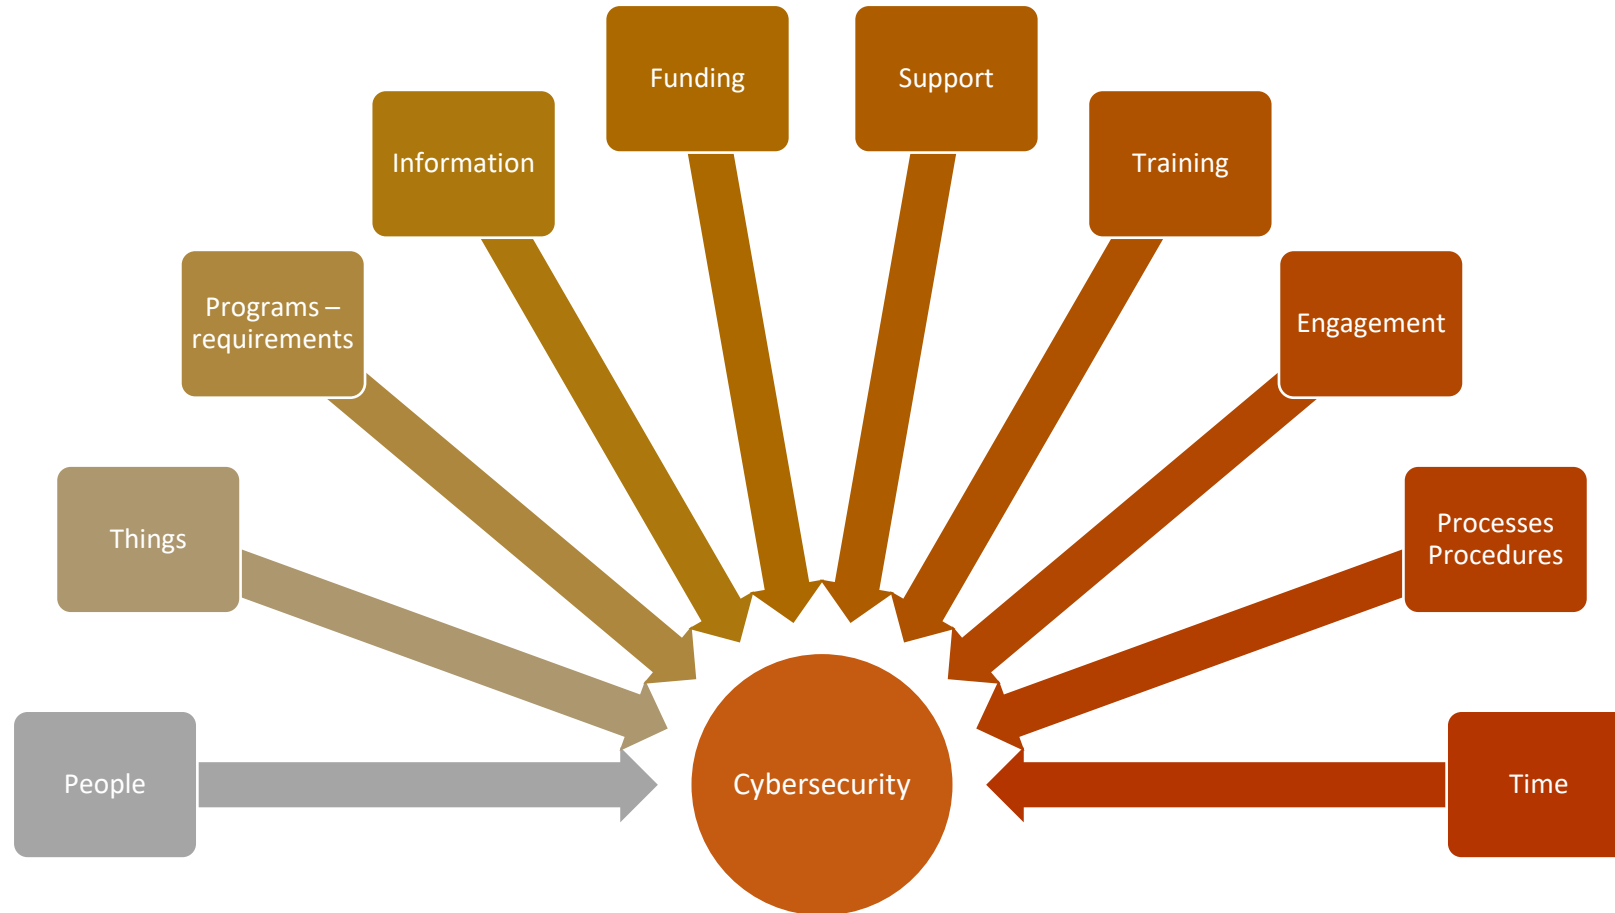 Funding
Support
Information
Training
Programs –
requirements
Engagement
Things
Processes
Procedures
People
Cybersecurity
Time